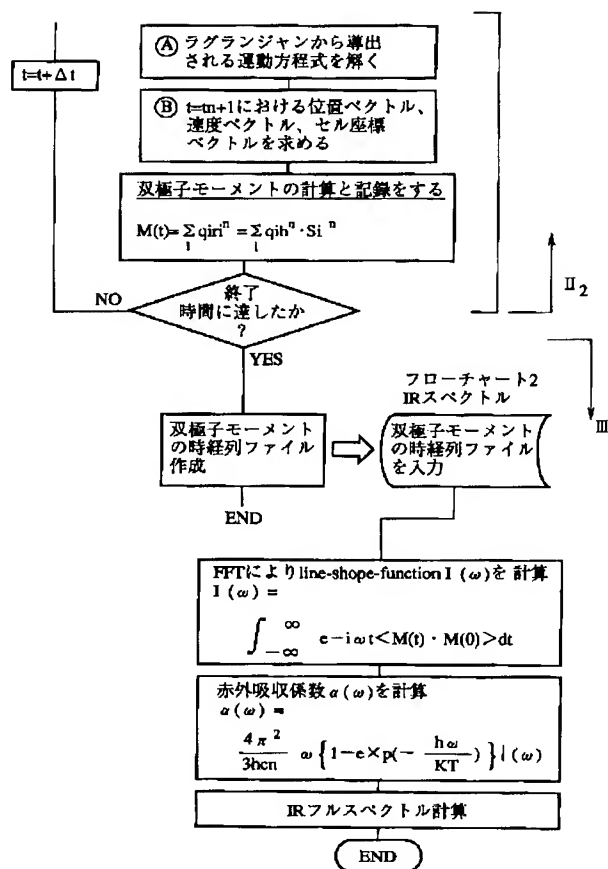 Ⓐ ラグランジャンから導出
される運動方程式を解く
t=t+Δt
Ⓑ t=tn+1における位置ベクトル、
速度ベクトル、セル座標
ベクトルを求める
双極子モーメントの計算と記録をする
M(t)=Σ qiri^n = Σ qih^n・Si^n
i i
NO
終了
時間に達したか
?
YES
II₂
フローチャート2
IRスペクトル
III
双極子モーメント
の時経列ファイル
作成
双極子モーメント
の時経列ファイル
を入力
END
FFTによりline-shope-function I (ω)を計算
I (ω) =
∫ ∞ −∞ e−iωt<M(t)・M(0)>dt
赤外吸収係数α(ω)を計算
α(ω) =
4π² / 3hcn ω {1−e×p(− hω / KT )} I (ω)
IRフルスペクトル計算
END